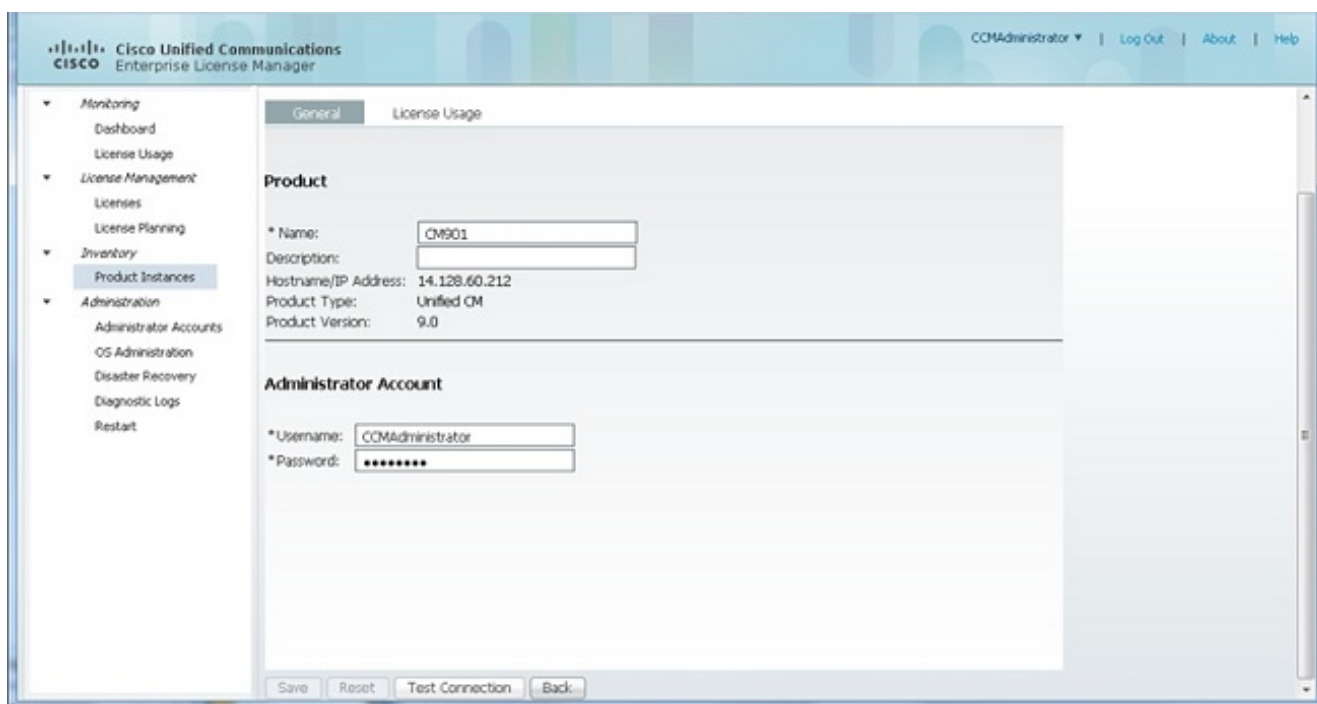 Cisco Unified Communications
CISCO Enterprise License Manager
CCMAdministrator | Log Out | About | Help
Monitoring
Dashboard
License Usage
License Management
Licenses
License Planning
Inventory
Product Instances
Administration
Administrator Accounts
OS Administration
Disaster Recovery
Diagnostic Logs
Restart
General License Usage
Product
* Name: CM901
Description:
Hostname/IP Address: 14.128.60.212
Product Type: Unified CM
Product Version: 9.0
Administrator Account
*Username: CCMAdministrator
*Password: ••••••••
Save Reset Test Connection Back